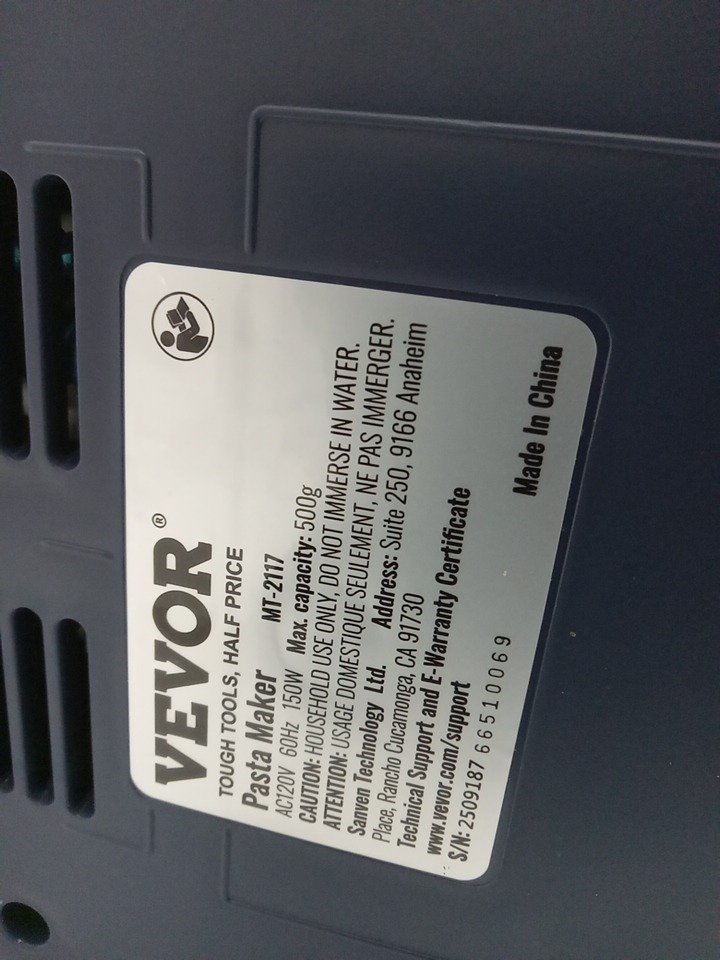 VEVOR®
TOUGH TOOLS, HALF PRICE
Pasta Maker MT-2117
AC120V 60Hz 150W Max. capacity: 500g
CAUTION: HOUSEHOLD USE ONLY, DO NOT IMMERSE IN WATER.
ATTENTION: USAGE DOMESTIQUE SEULEMENT, NE PAS IMMERGER.
Sanven Technology Ltd. Address: Suite 250, 9166 Anaheim
Place, Rancho Cucamonga, CA 91730
Technical Support and E-Warranty Certificate
www.vevor.com/support
S/N: 2509187 66510069
Made In China